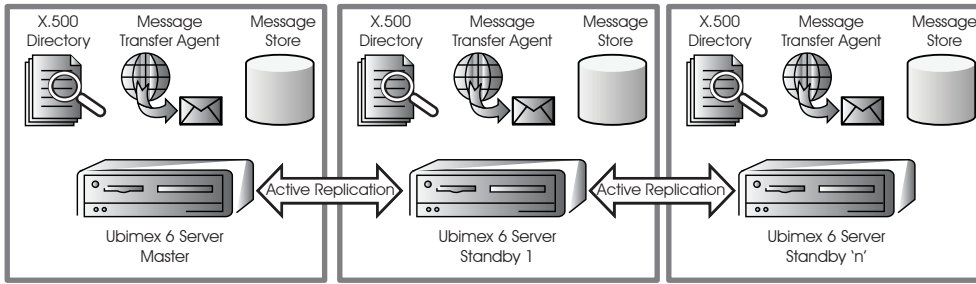 X.500
Directory
Message
Transfer Agent
Message
Store
Active Replication
Ubimex 6 Server
Master
X.500
Directory
Message
Transfer Agent
Message
Store
Active Replication
Ubimex 6 Server
Standby 1
X.500
Directory
Message
Transfer Agent
Message
Store
Ubimex 6 Server
Standby ‘n’